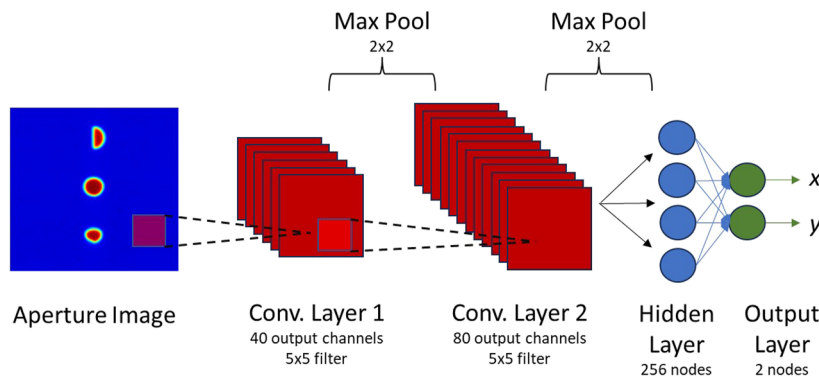 Max Pool
2x2
Max Pool
2x2
x
y
Aperture Image
Conv. Layer 1
40 output channels
5x5 filter
Conv. Layer 2
80 output channels
5x5 filter
Hidden
Layer
256 nodes
Output
Layer
2 nodes